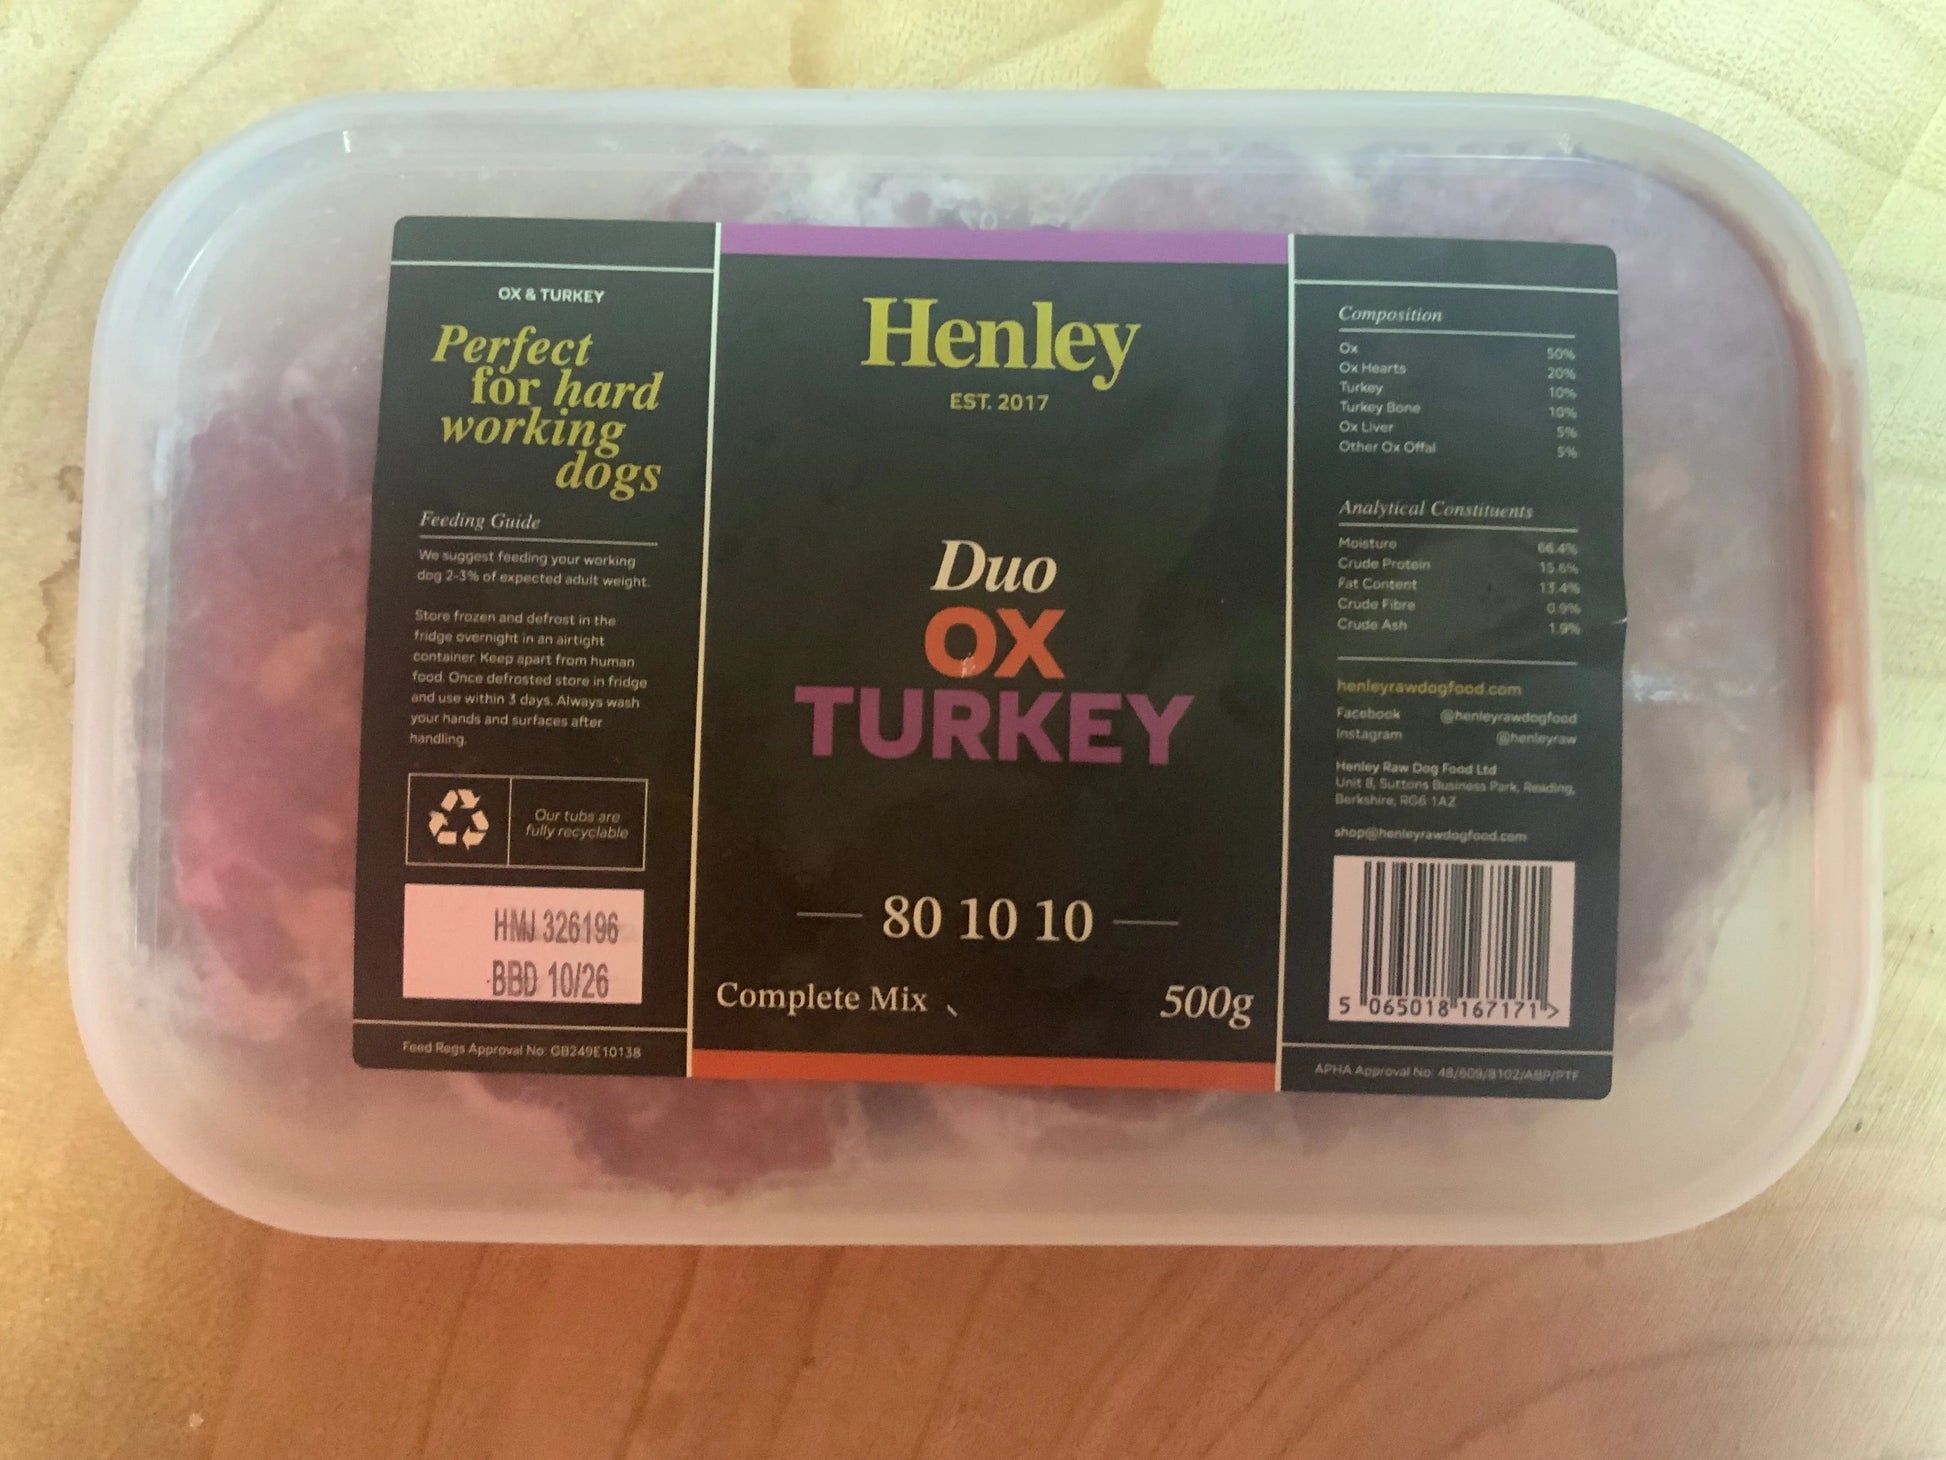 OX & TURKEY
Perfect
for hard
working
dogs
Feeding Guide
We suggest feeding your working
dog 2-3% of expected adult weight.
Store frozen and defrost in the
fridge overnight in an airtight
container. Keep apart from human
food. Once defrosted store in fridge
and use within 3 days. Always wash
your hands and surfaces after
handling.
Our tubs are
fully recyclable
HMJ 326196
BBD 10/26
Feed Regs Approval No: GB249E10138
Henley
EST. 2017
Duo
OX
TURKEY
80 10 10
Complete Mix
500g
Composition
Ox 50%
Ox Hearts 20%
Turkey 10%
Turkey Bone 10%
Ox Liver 5%
Other Ox Offal 5%
Analytical Constituents
Moisture 66.4%
Crude Protein 15.6%
Fat Content 13.4%
Crude Fibre 0.9%
Crude Ash 1.9%
henleyrawdogfood.com
Facebook @henleyrawdogfood
Instagram @henleyraw
Henley Raw Dog Food Ltd
Unit 8, Suttons Business Park, Reading,
Berkshire, RG6 1AZ
shop@henleyrawdogfood.com
5 065018 167171 >
APHA Approval No: 48/609/8102/ABP/PTF